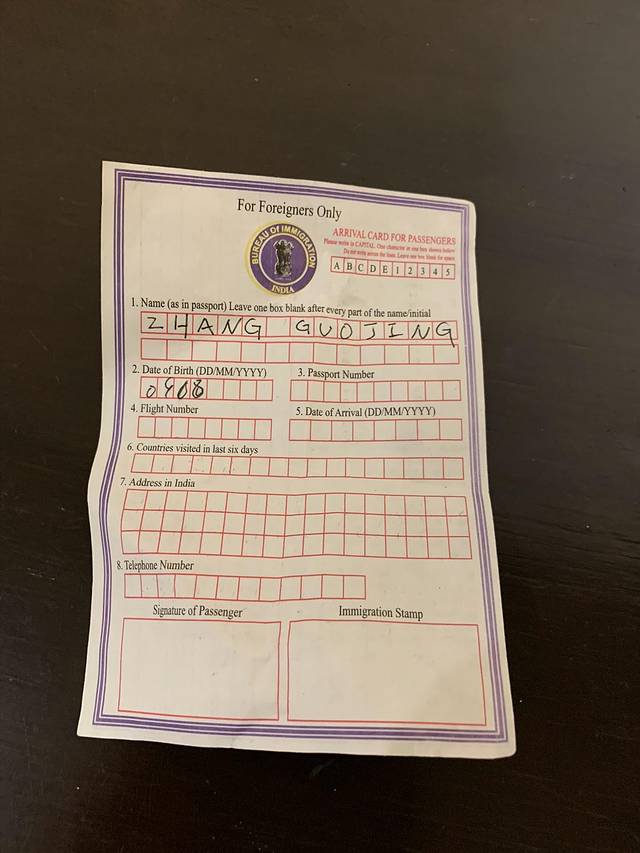 For Foreigners Only
BUREAU OF IMMIGRATION
INDIA
ARRIVAL CARD FOR PASSENGERS
Please write in CAPITAL. One character in one box shown below
Do not write across the lines. Leave one box blank for space
A B C D E 1 2 3 4 5
1. Name (as in passport) Leave one box blank after every part of the name/initial
ZHANG GUOJING
2. Date of Birth (DD/MM/YYYY)
3. Passport Number
0408
4. Flight Number
5. Date of Arrival (DD/MM/YYYY)
6. Countries visited in last six days
7. Address in India
8. Telephone Number
Signature of Passenger
Immigration Stamp